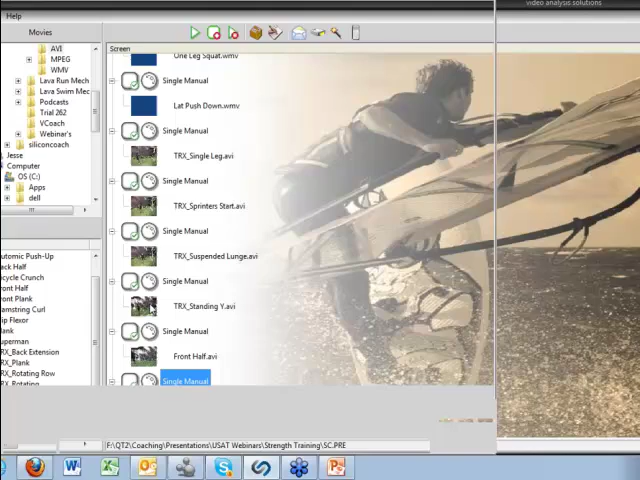 video analysis solutions
Help
Movies
Screen
AVI
MPEG
WMV
Lava Run Mech
Lava Swim Mec
Podcasts
Trial 262
VCoach
Webinar's
siliconcoach
Jesse
Computer
OS (C:)
Apps
dell
utomatic Push-Up
ack Half
icycle Crunch
ront Half
ront Plank
amstring Curl
ip Flexor
lank
uperman
RX_Back Extension
RX_Plank
RX_Rotating Row
RX_Rotating
One Leg Squat.wmv
Single Manual
Lat Push Down.wmv
Single Manual
TRX_Single Leg.avi
Single Manual
TRX_Sprinters Start.avi
Single Manual
TRX_Suspended Lunge.avi
Single Manual
TRX_Standing Y.avi
Single Manual
Front Half.avi
Single Manual
F:\QT2\Coaching\Presentations\USAT Webinars\Strength Training\SC.PRE